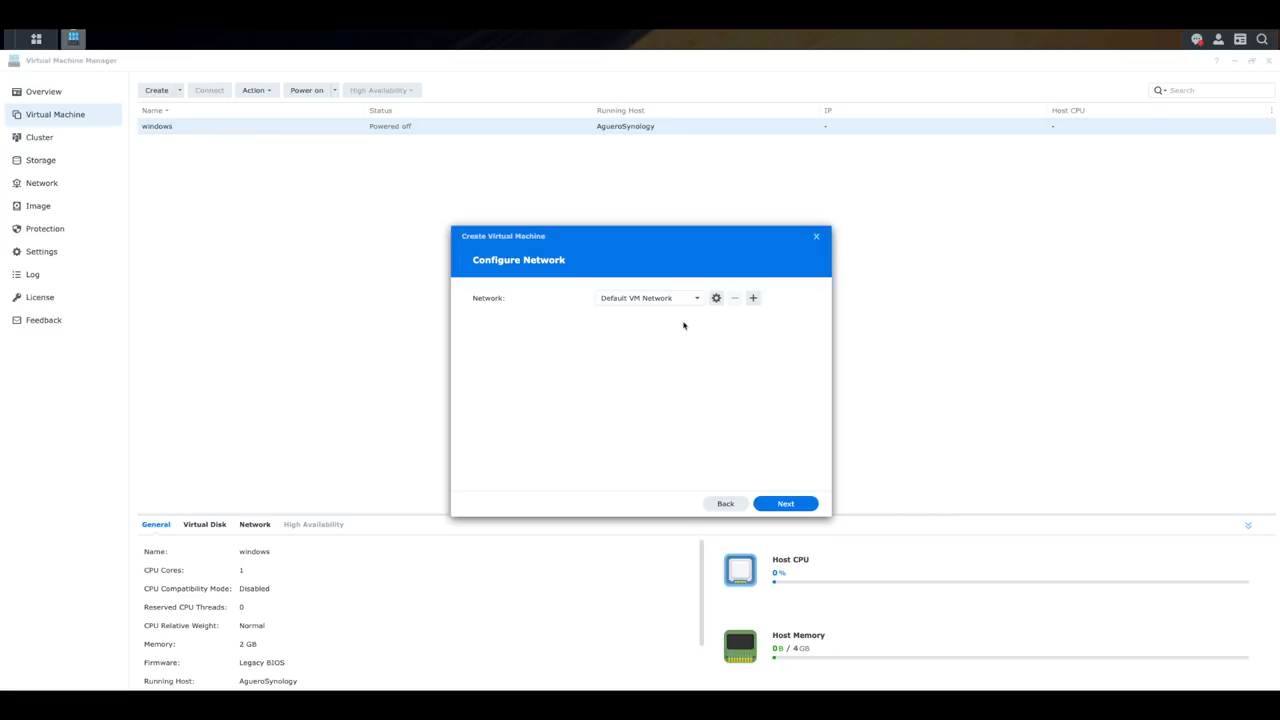 Virtual Machine Manager
?
Overview
Virtual Machine
Cluster
Storage
Network
Image
Protection
Settings
Log
License
Feedback
Create Connect Action Power on High Availability Search
Name Status Running Host IP Host CPU
windows Powered off AgueroSynology - -
Create Virtual Machine
Configure Network
Network: Default VM Network
Back Next
General Virtual Disk Network High Availability
Name: windows
CPU Cores: 1
CPU Compatibility Mode: Disabled
Reserved CPU Threads: 0
CPU Relative Weight: Normal
Memory: 2 GB
Firmware: Legacy BIOS
Running Host: AgueroSynology
Host CPU
0 %
Host Memory
0 B / 4 GB